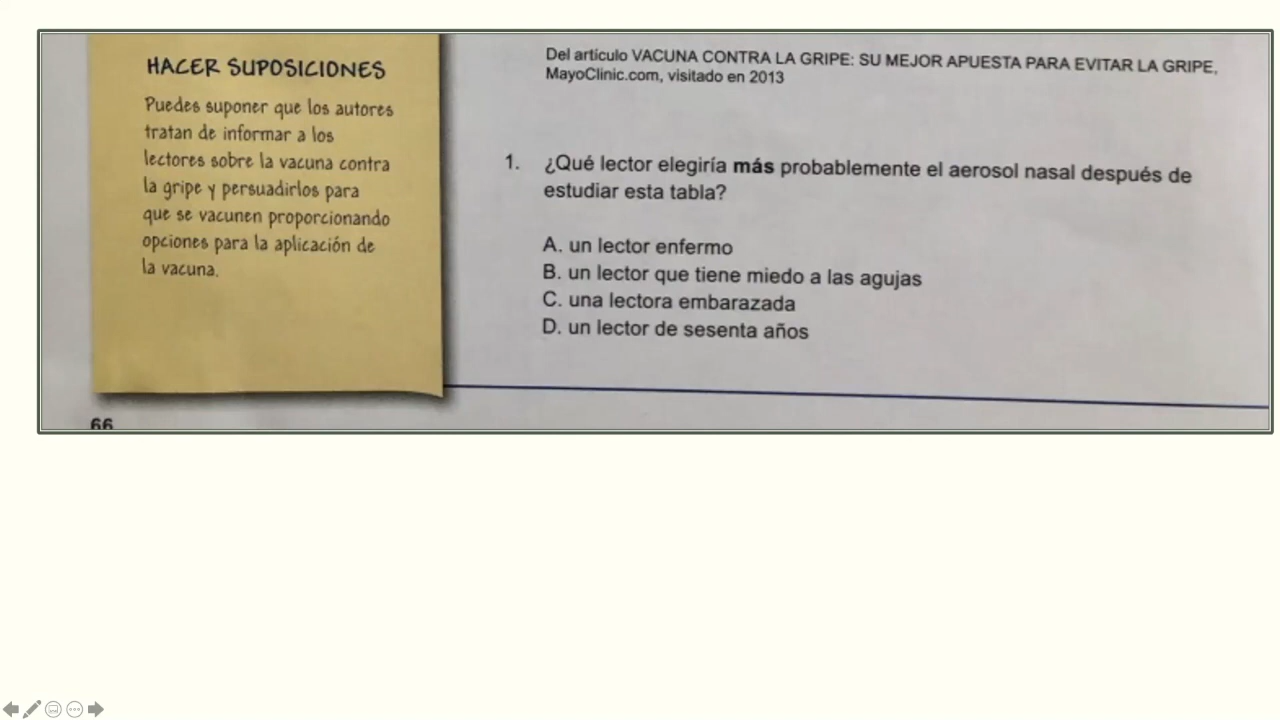 HACER SUPOSICIONES
Puedes suponer que los autores
tratan de informar a los
lectores sobre la vacuna contra
la gripe y persuadirlos para
que se vacunen proporcionando
opciones para la aplicación de
la vacuna.
66
Del artículo VACUNA CONTRA LA GRIPE: SU MEJOR APUESTA PARA EVITAR LA GRIPE,
MayoClinic.com, visitado en 2013
1. ¿Qué lector elegiría más probablemente el aerosol nasal después de
estudiar esta tabla?
A. un lector enfermo
B. un lector que tiene miedo a las agujas
C. una lectora embarazada
D. un lector de sesenta años